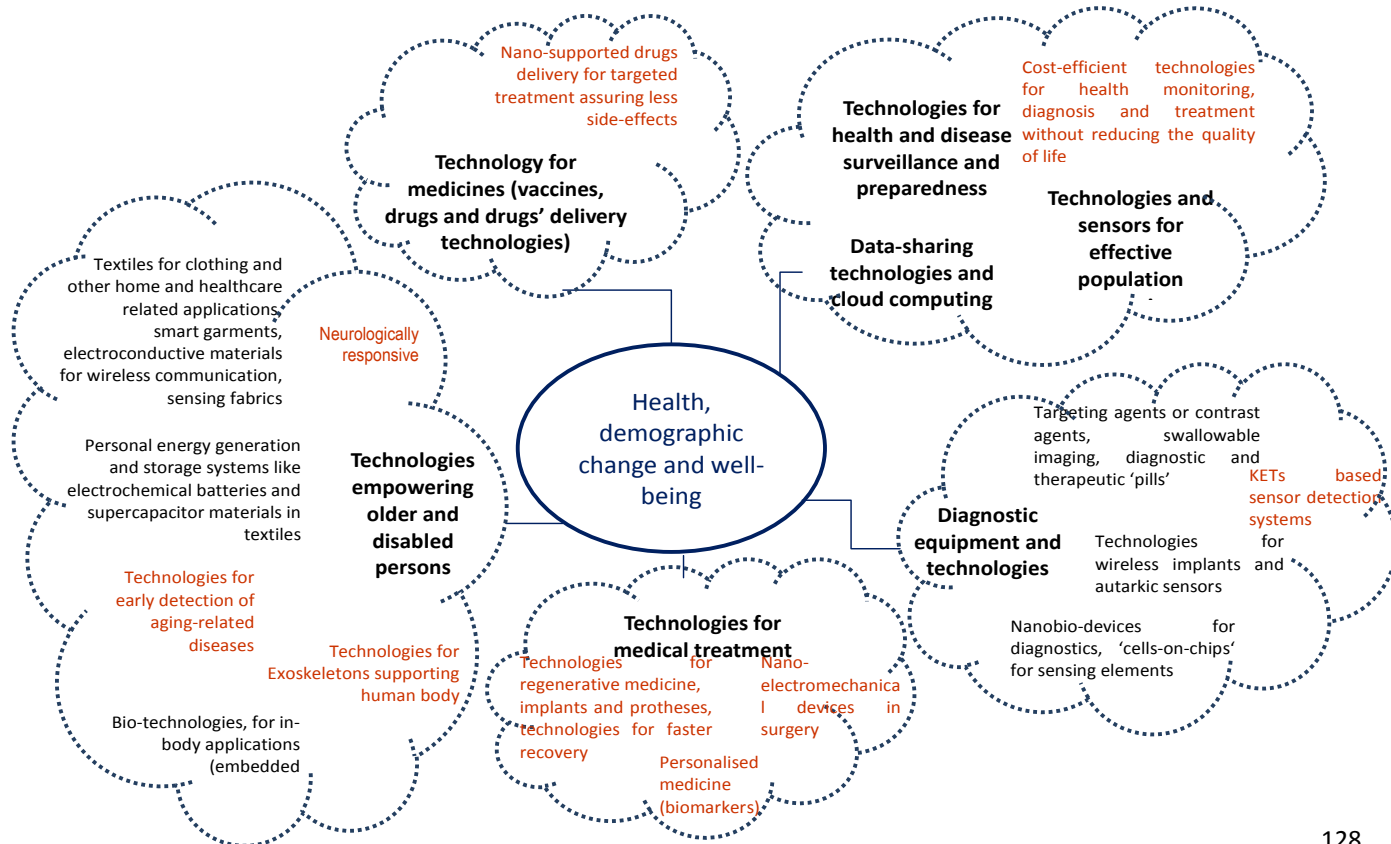 Nano-supported drugs
delivery for targeted
treatment assuring less
side-effects
Technology for
medicines (vaccines,
drugs and drugs' delivery
technologies)
Technologies for
health and disease
surveillance and
preparedness
Cost-efficient technologies
for health monitoring,
diagnosis and treatment
without reducing the quality
of life
Technologies and
sensors for
effective
population
Data-sharing
technologies and
cloud computing
Textiles for clothing and
other home and healthcare
related applications,
smart garments,
electroconductive materials
for wireless communication,
sensing fabrics
Neurologically
responsive
Personal energy generation
and storage systems like
electrochemical batteries and
supercapacitor materials in
textiles
Technologies
empowering
older and
disabled
persons
Technologies for
early detection of
aging-related
diseases
Technologies for
Exoskeletons supporting
human body
Bio-technologies, for in-
body applications
(embedded
Health,
demographic
change and well-
being
Targeting agents or contrast
agents, swallowable
imaging, diagnostic and
therapeutic 'pills'
KETs based
sensor detection
systems
Diagnostic
equipment and
technologies
Technologies for
wireless implants and
autarkic sensors
Nanobio-devices for
diagnostics, 'cells-on-chips'
for sensing elements
Technologies for
medical treatment
Technologies for
regenerative medicine,
implants and protheses,
technologies for faster
recovery
Nano-
electromechanica
l devices in
surgery
Personalised
medicine
(biomarkers)
128